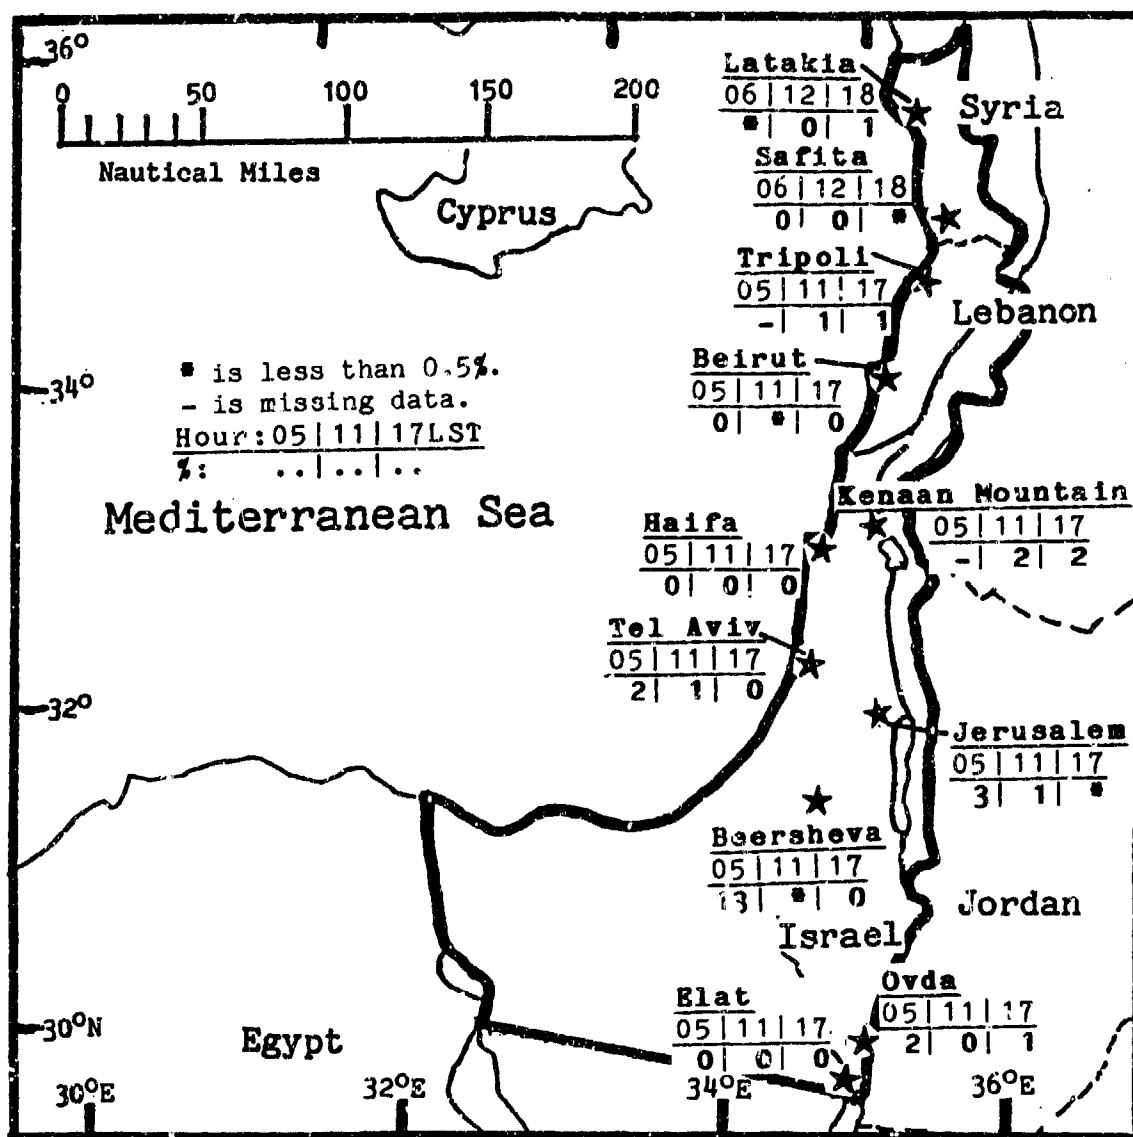 36°
0 50 100 150 200
Nautical Miles
Cyprus
Latakia
06|12|18
*| 0| 1
Syria
Safita
06|12|18
0| 0| *
Tripoli
05|11|17
-| 1| 1
Lebanon
Beirut
05|11|17
0| *| 0
34°
* is less than 0.5%.
- is missing data.
Hour:05|11|17LST
%: ..|..|..
Mediterranean Sea
Kenaan Mountain
05|11|17
-| 2| 2
Haifa
05|11|17
0| 0| 0
Tel Aviv
05|11|17
2| 1| 0
32°
Jerusalem
05|11|17
3| 1| *
Beersheva
05|11|17
13| *| 0
Jordan
Israel
Ovda
05|11|17
2| 0| 1
Elat
05|11|17
0| 0| 0
30°N
Egypt
30°E 32°E 34°E 36°E